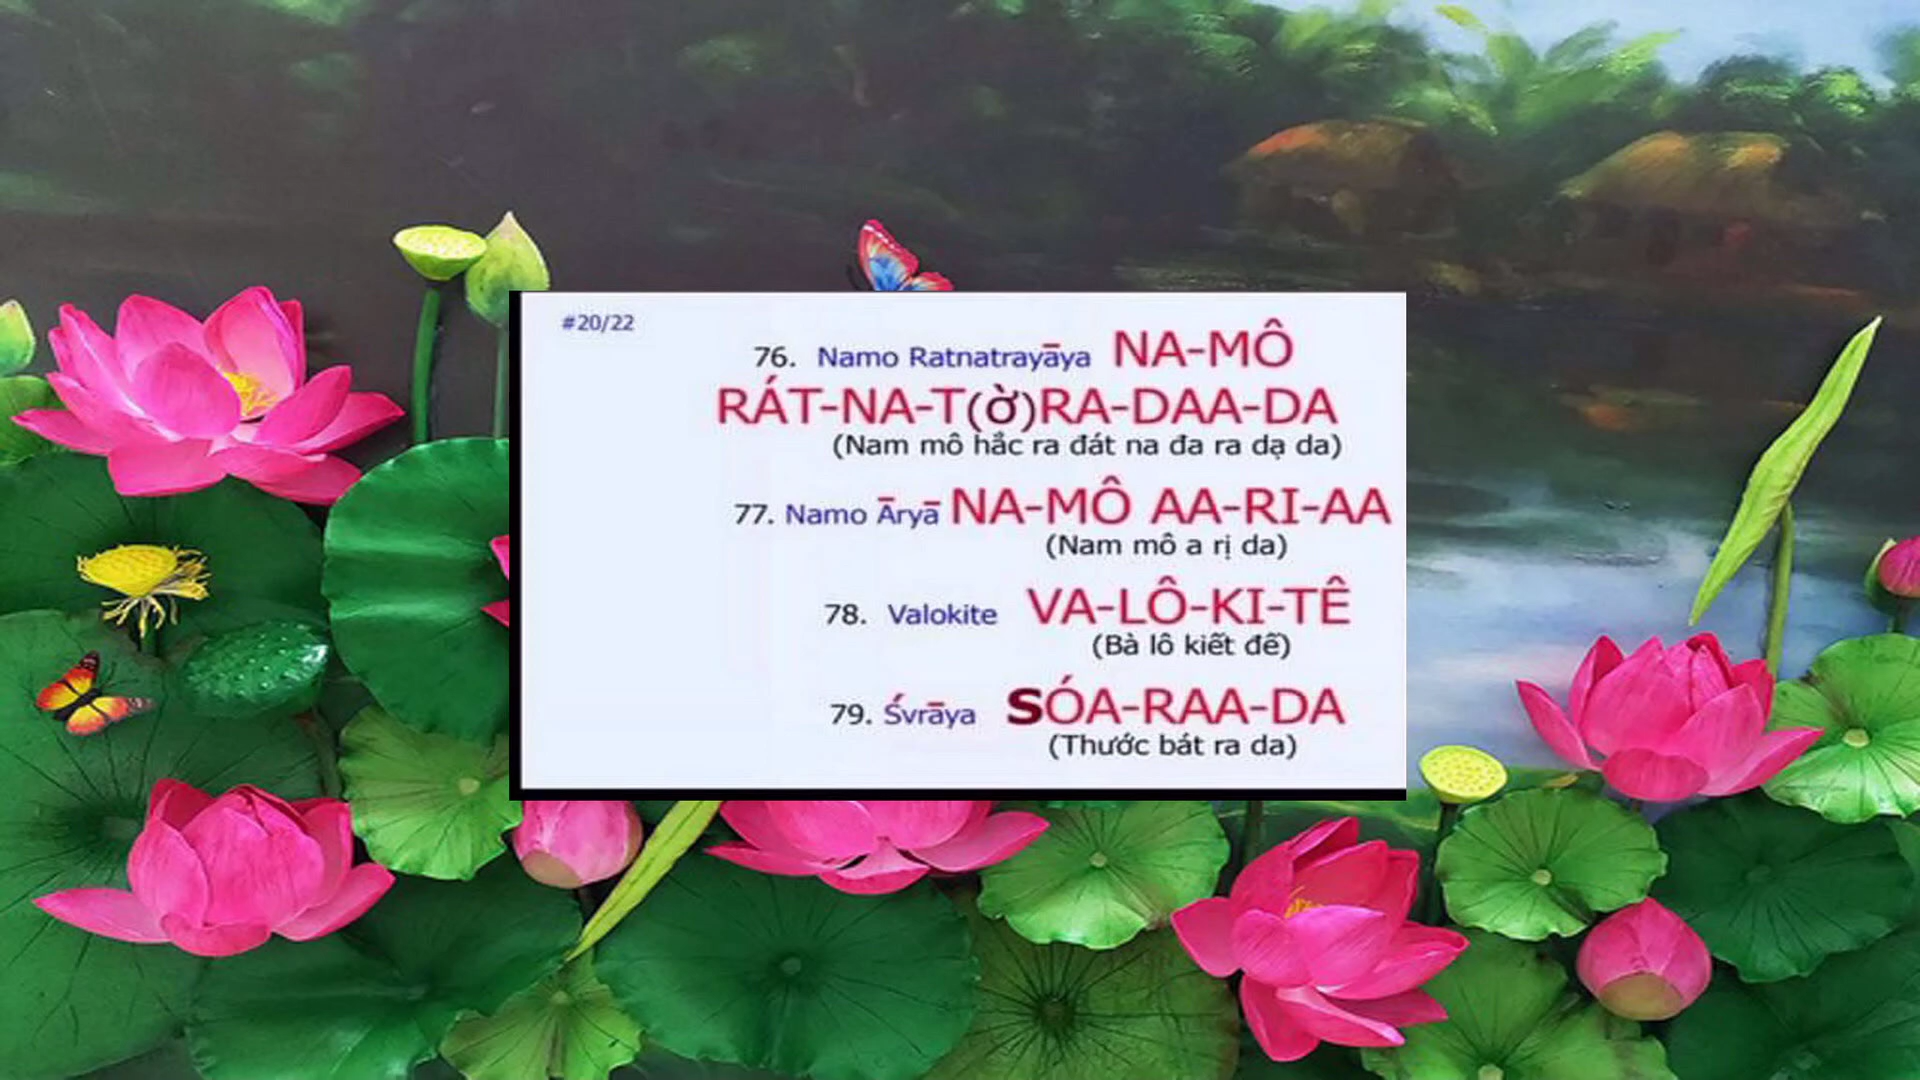 #20/22
76. Namo Ratnatrayāya NA-MÔ
RÁT-NA-T(Ờ)RA-DAA-DA
(Nam mô hắc ra đát na đa ra dạ da)
77. Namo Āryā NA-MÔ AA-RI-AA
(Nam mô a rị da)
78. Valokite VA-LÔ-KI-TÊ
(Bà lô kiết đế)
79. Śvrāya SÓA-RAA-DA
(Thước bát ra da)